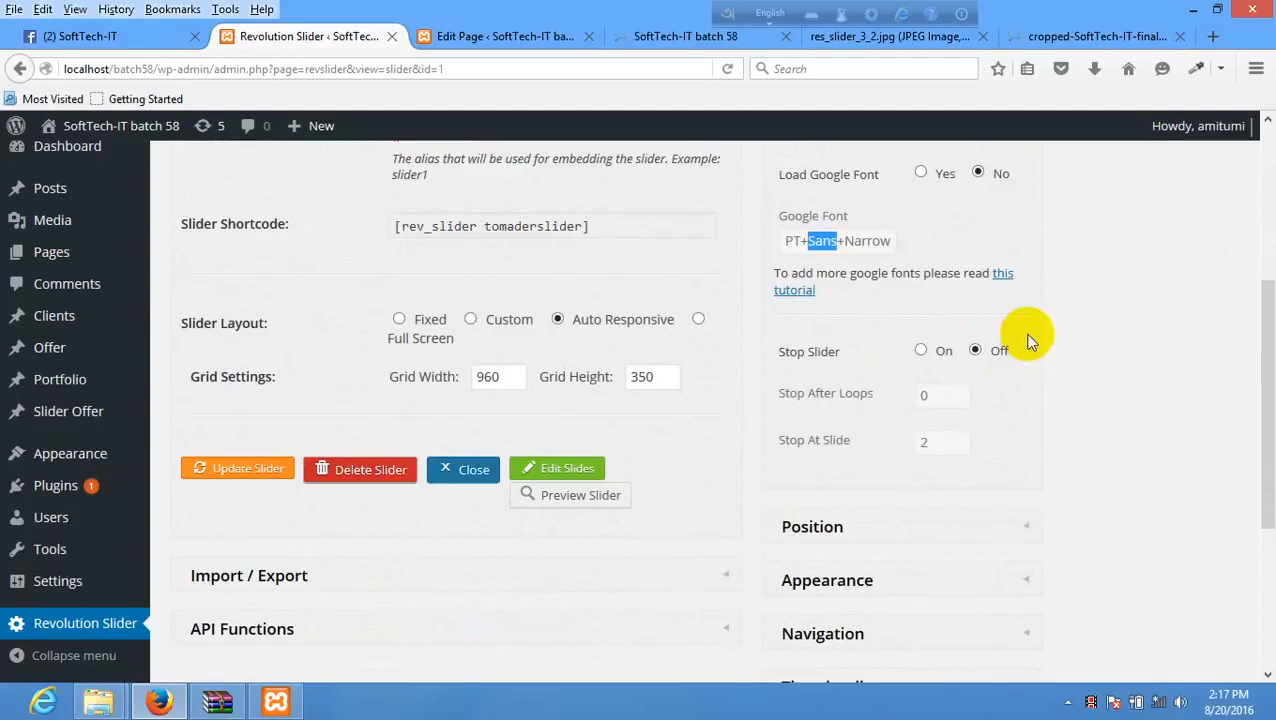 File Edit View History Bookmarks Tools Help
English
(2) SoftTech-IT
Revolution Slider ‹ SoftTec...
Edit Page ‹ SoftTech-IT ba...
SoftTech-IT batch 58
res_slider_3_2.jpg (JPEG Image,...
cropped-SoftTech-IT-final...
localhost/batch58/wp-admin/admin.php?page=revslider&view=slider&id=1
Search
Most Visited Getting Started
SoftTech-IT batch 58 5 0 New Howdy, amitumi
Dashboard
Posts
Media
Pages
Comments
Clients
Offer
Portfolio
Slider Offer
Appearance
Plugins 1
Users
Tools
Settings
Revolution Slider
Collapse menu
The alias that will be used for embedding the slider. Example:
slider1
Slider Shortcode: [rev_slider tomaderslider]
Slider Layout: Fixed Custom Auto Responsive
Full Screen
Grid Settings: Grid Width: 960 Grid Height: 350
Update Slider Delete Slider Close Edit Slides
Preview Slider
Import / Export
API Functions
Load Google Font Yes No
Google Font
PT+Sans+Narrow
To add more google fonts please read this
tutorial
Stop Slider On Off
Stop After Loops 0
Stop At Slide 2
Position
Appearance
Navigation
2:17 PM
8/20/2016